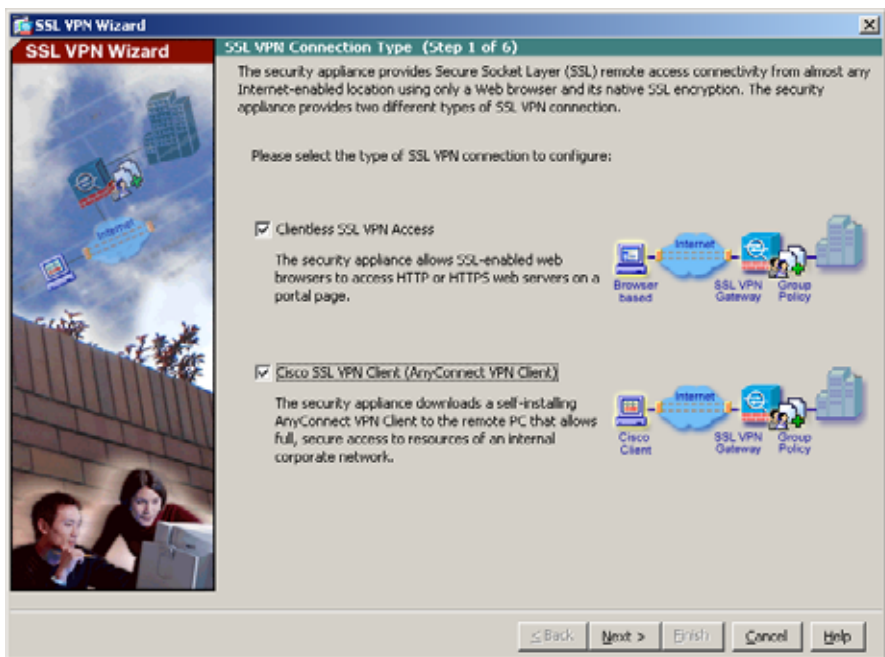 SSL VPN Wizard
SSL VPN Wizard
SSL VPN Connection Type (Step 1 of 6)
The security appliance provides Secure Socket Layer (SSL) remote access connectivity from almost any
Internet-enabled location using only a Web browser and its native SSL encryption. The security
appliance provides two different types of SSL VPN connection.
Please select the type of SSL VPN connection to configure:
Clientless SSL VPN Access
The security appliance allows SSL-enabled web
browsers to access HTTP or HTTPS web servers on a
portal page.
Internet
Browser based
SSL VPN Gateway
Group Policy
Cisco SSL VPN Client (AnyConnect VPN Client)
The security appliance downloads a self-installing
AnyConnect VPN Client to the remote PC that allows
full, secure access to resources of an internal
corporate network.
Internet
Cisco Client
SSL VPN Gateway
Group Policy
Internet
< Back
Next >
Finish
Cancel
Help